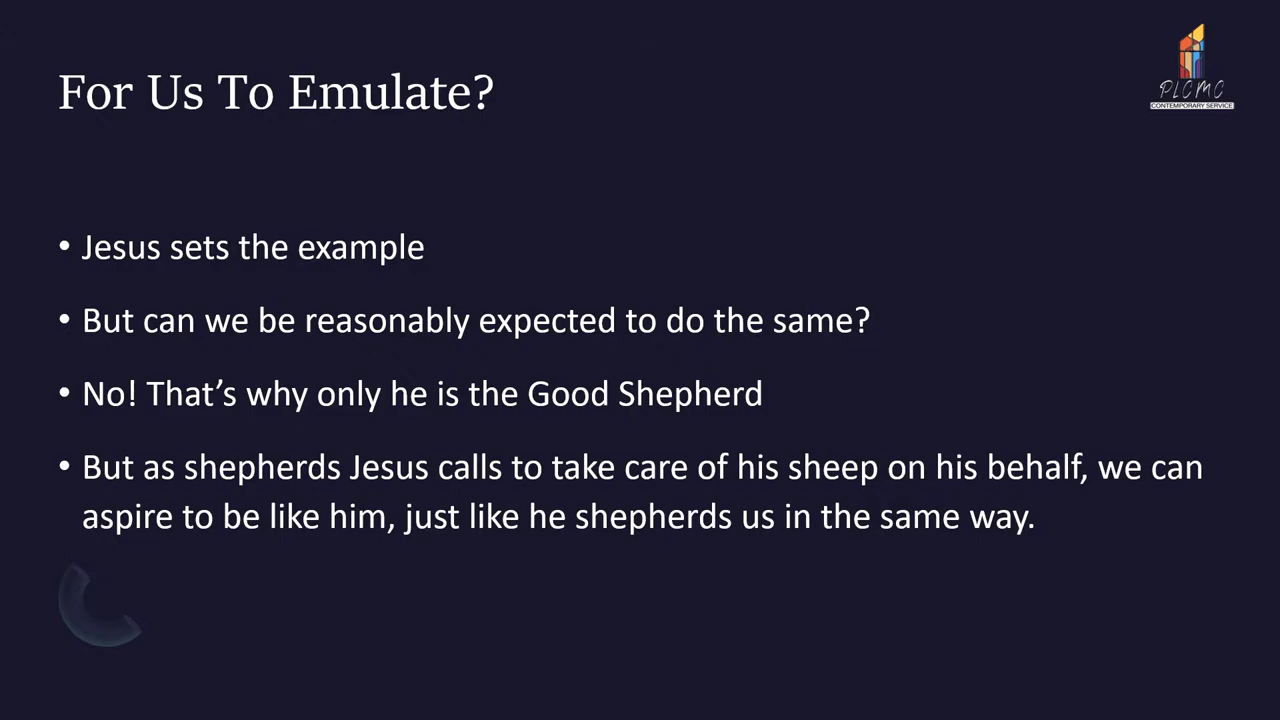 PLCMC
CONTEMPORARY SERVICE
For Us To Emulate?
• Jesus sets the example
• But can we be reasonably expected to do the same?
• No! That’s why only he is the Good Shepherd
• But as shepherds Jesus calls to take care of his sheep on his behalf, we can
aspire to be like him, just like he shepherds us in the same way.